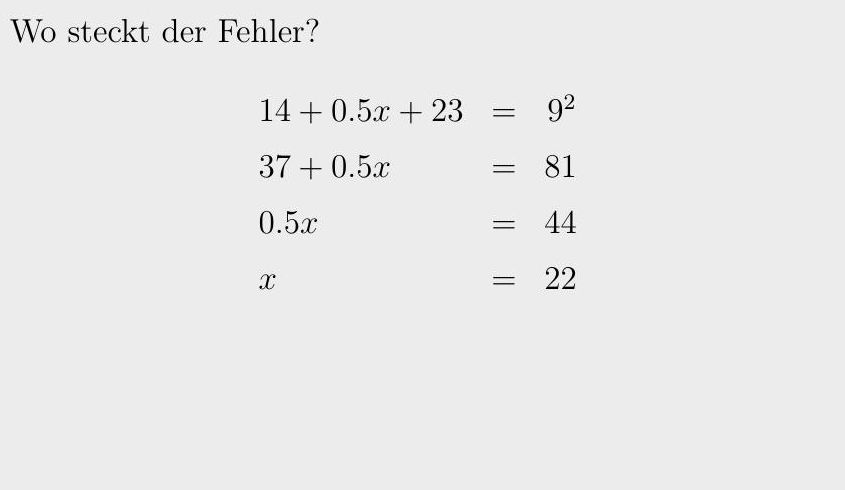 Wo steckt der Fehler?
14 + 0.5x + 23 = 9²
37 + 0.5x = 81
0.5x = 44
x = 22